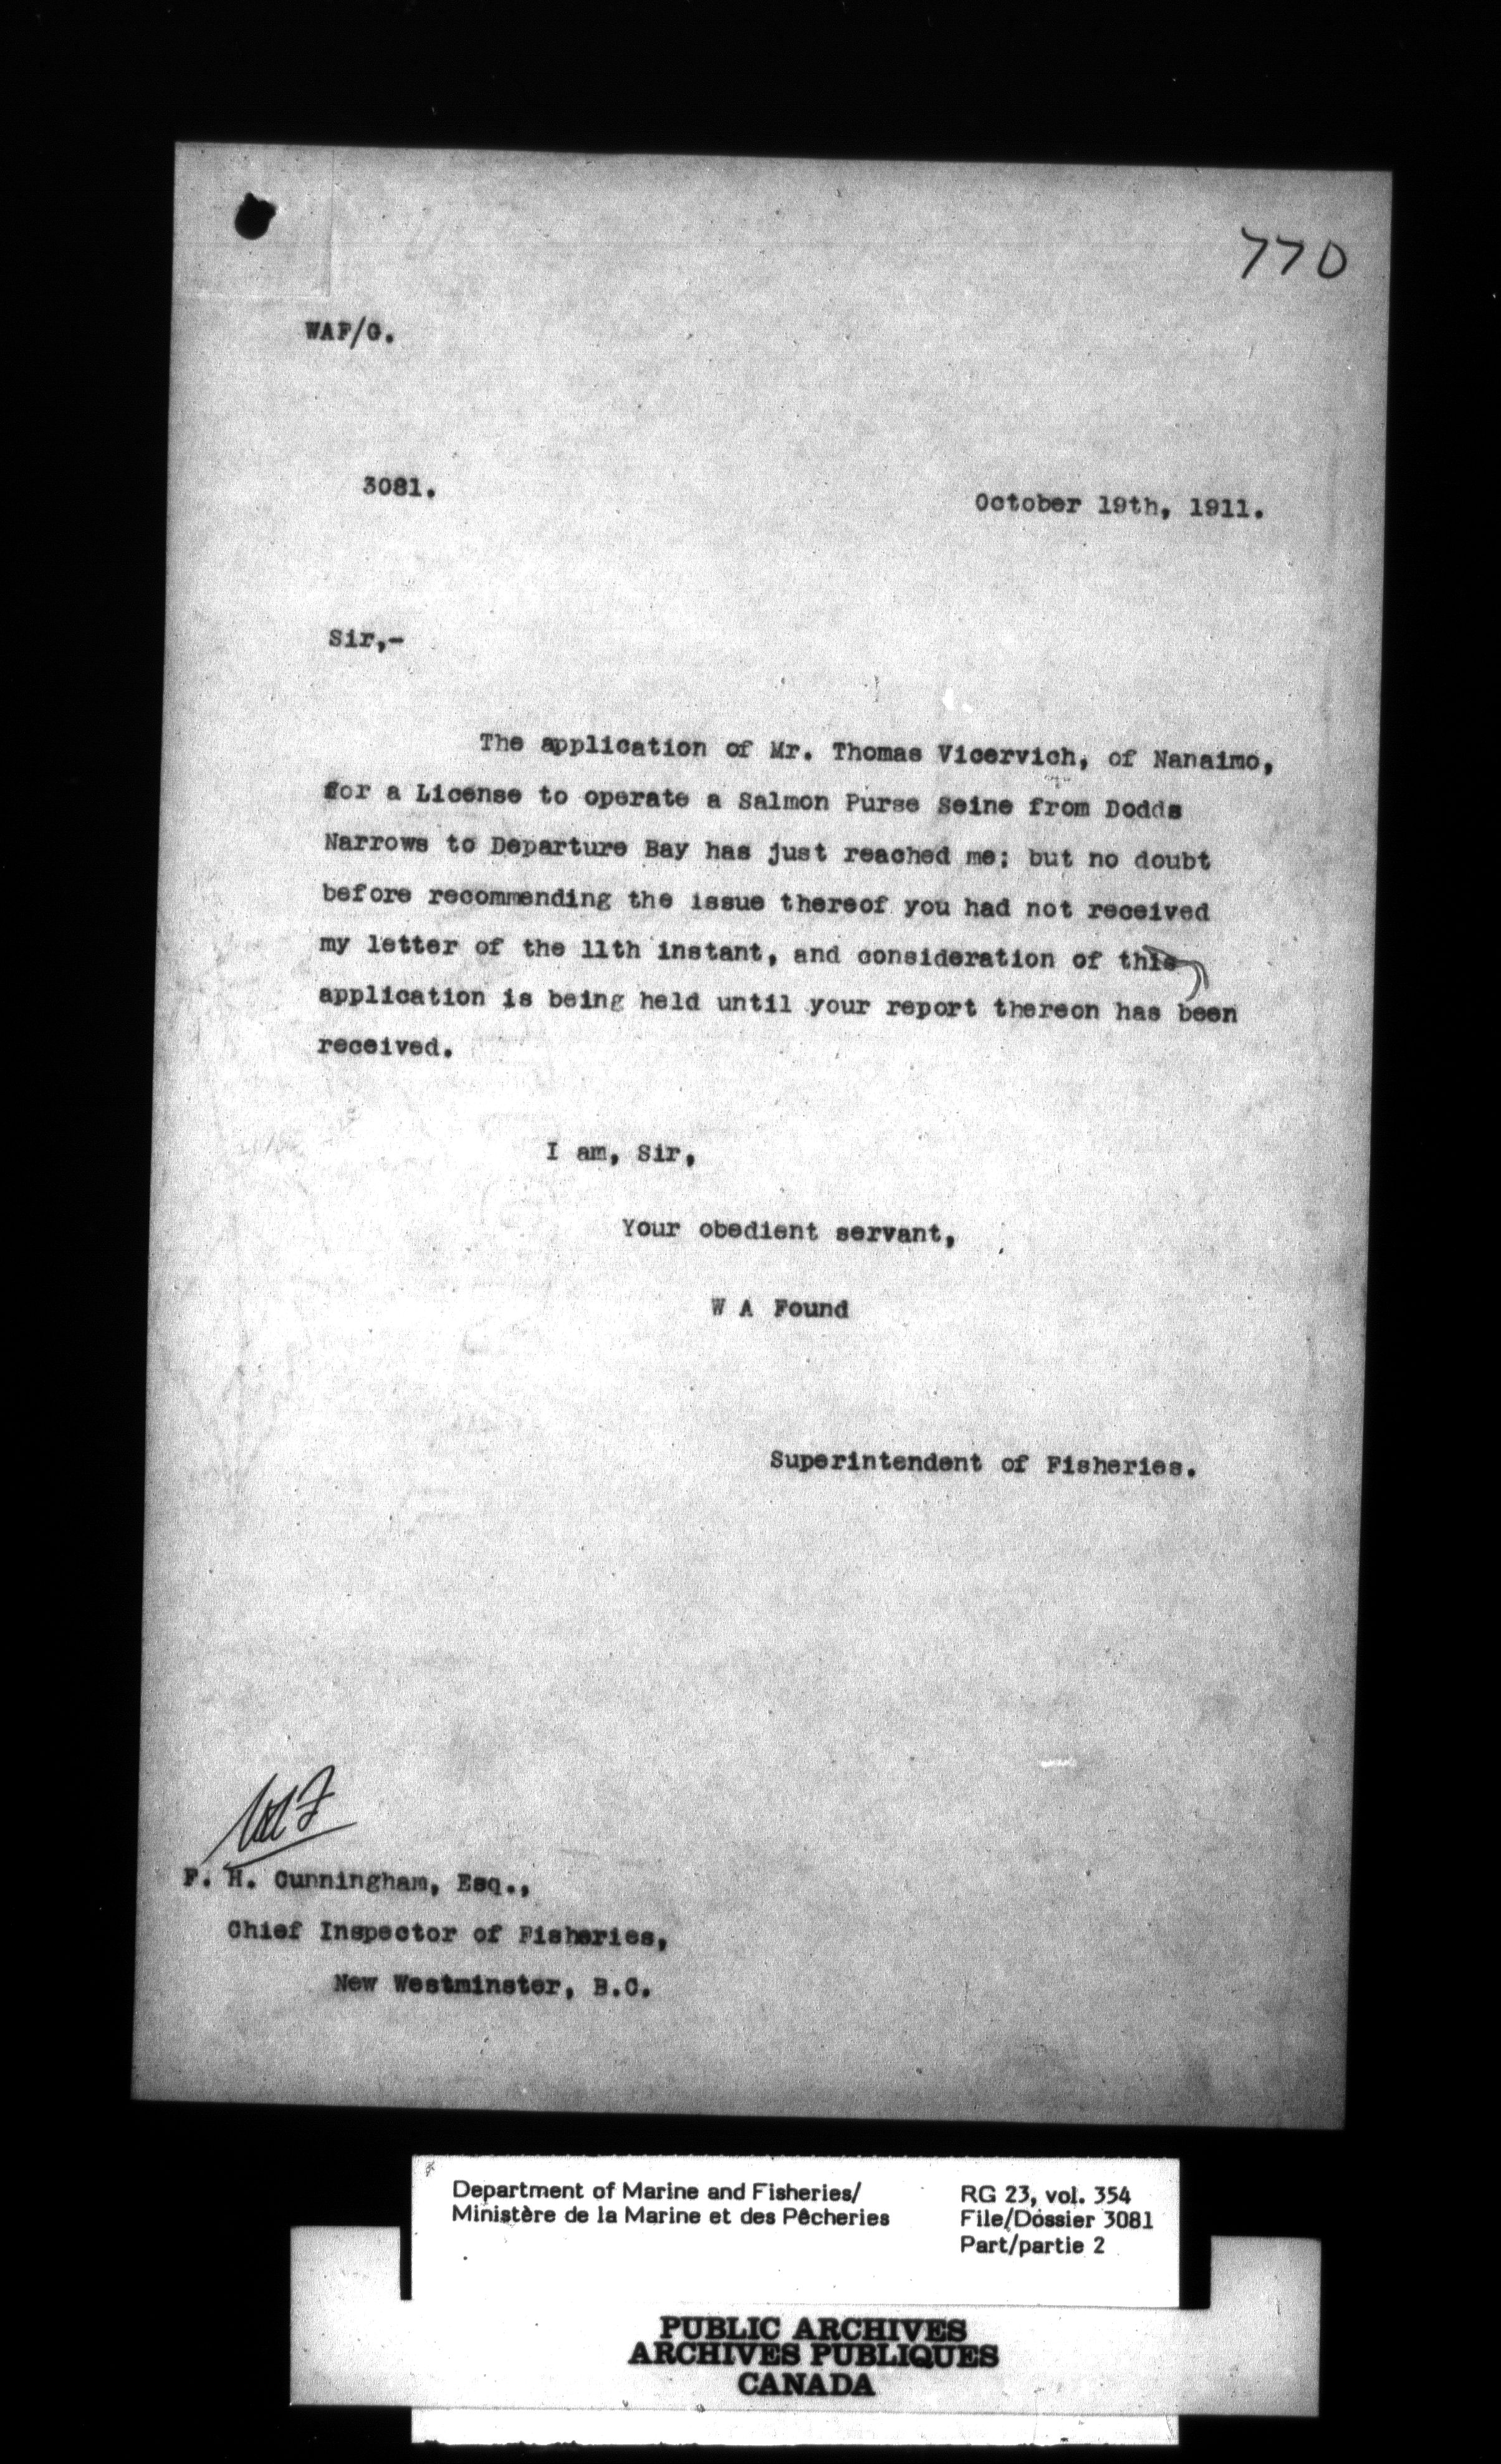 770
WAF/G.
3081.
October 19th, 1911.
Sir,-
The application of Mr. Thomas Vicervich, of Nanaimo,
for a License to operate a Salmon Purse Seine from Dodds
Narrows to Departure Bay has just reached me; but no doubt
before recommending the issue thereof you had not received
my letter of the 11th instant, and consideration of this
application is being held until your report thereon has been
received.
I am, Sir,
Your obedient servant,
W A Found
Superintendent of Fisheries.
WAF
F. H. Cunningham, Esq.,
Chief Inspector of Fisheries,
New Westminster, B.C.
Department of Marine and Fisheries/
Ministère de la Marine et des Pêcheries
RG 23, vol. 354
File/Dossier 3081
Part/partie 2
PUBLIC ARCHIVES
ARCHIVES PUBLIQUES
CANADA